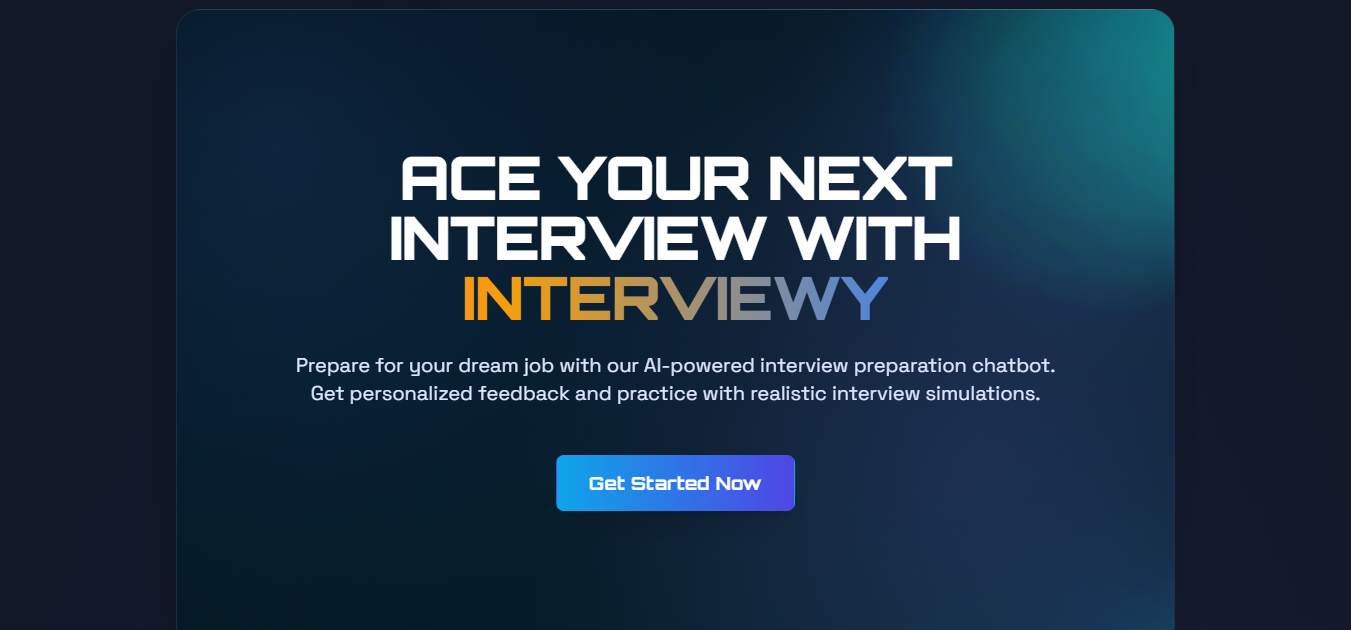 ACE YOUR NEXT
INTERVIEW WITH
INTERVIEWY
Prepare for your dream job with our AI-powered interview preparation chatbot.
Get personalized feedback and practice with realistic interview simulations.
Get Started Now